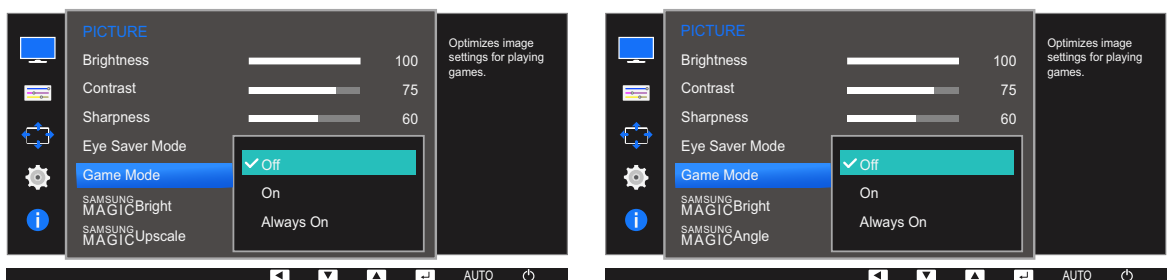 PICTURE
Brightness 100
Contrast 75
Sharpness 60
Eye Saver Mode
Game Mode
SAMSUNG
MAGICBright
SAMSUNG
MAGICUpscale
Off
On
Always On
Optimizes image
settings for playing
games.
AUTO
PICTURE
Brightness 100
Contrast 75
Sharpness 60
Eye Saver Mode
Game Mode
SAMSUNG
MAGICBright
SAMSUNG
MAGICAngle
Off
On
Always On
Optimizes image
settings for playing
games.
AUTO